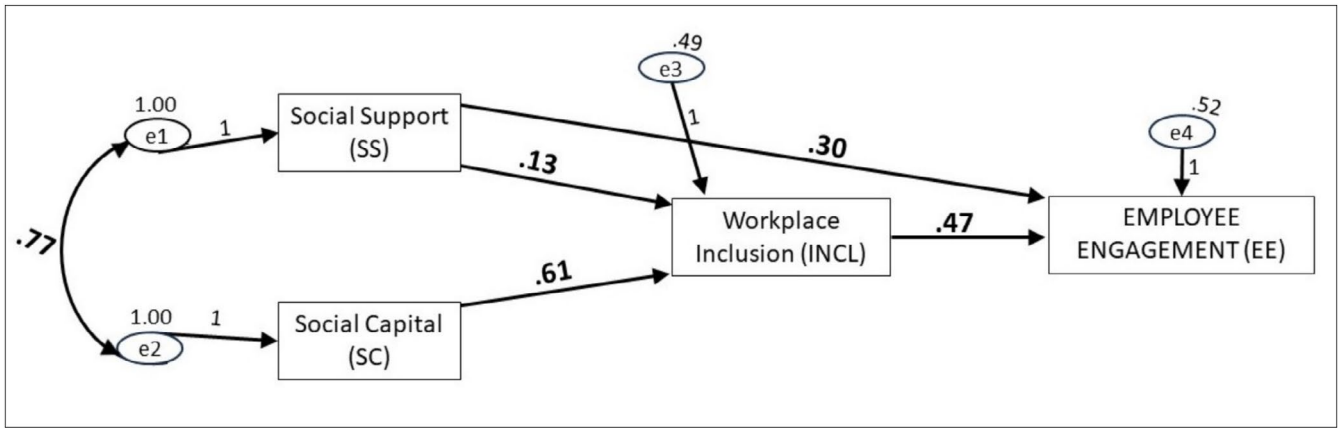 .49
e3
1.00
e1
1
Social Support
(SS)
1
.52
e4
1
.30
.13
.77
Workplace
Inclusion (INCL)
.47
EMPLOYEE
ENGAGEMENT (EE)
.61
1.00
e2
1
Social Capital
(SC)